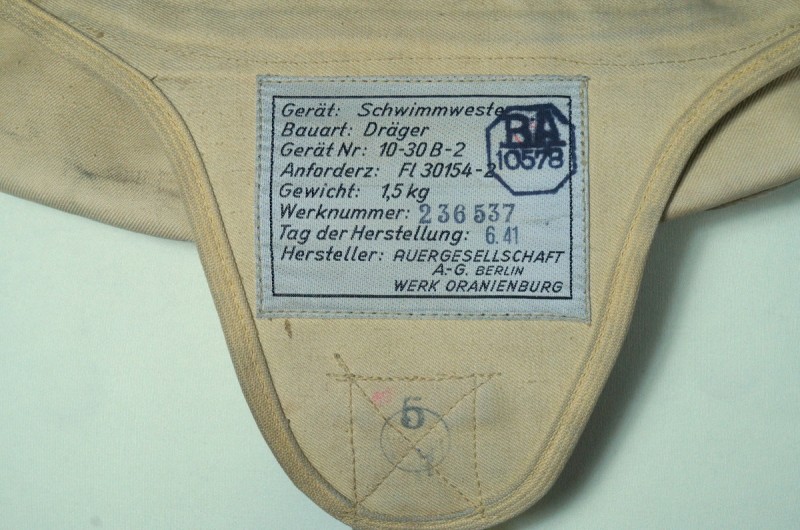 Gerät: Schwimmweste
Bauart: Dräger
Gerät Nr: 10-30 B-2
Anforderz: Fl 30154-2
Gewicht: 1,5 kg
Werknummer: 236537
Tag der Herstellung: 6.41
Hersteller: AUERGESELLSCHAFT
A.-G. BERLIN
WERK ORANIENBURG
BA
10578
6